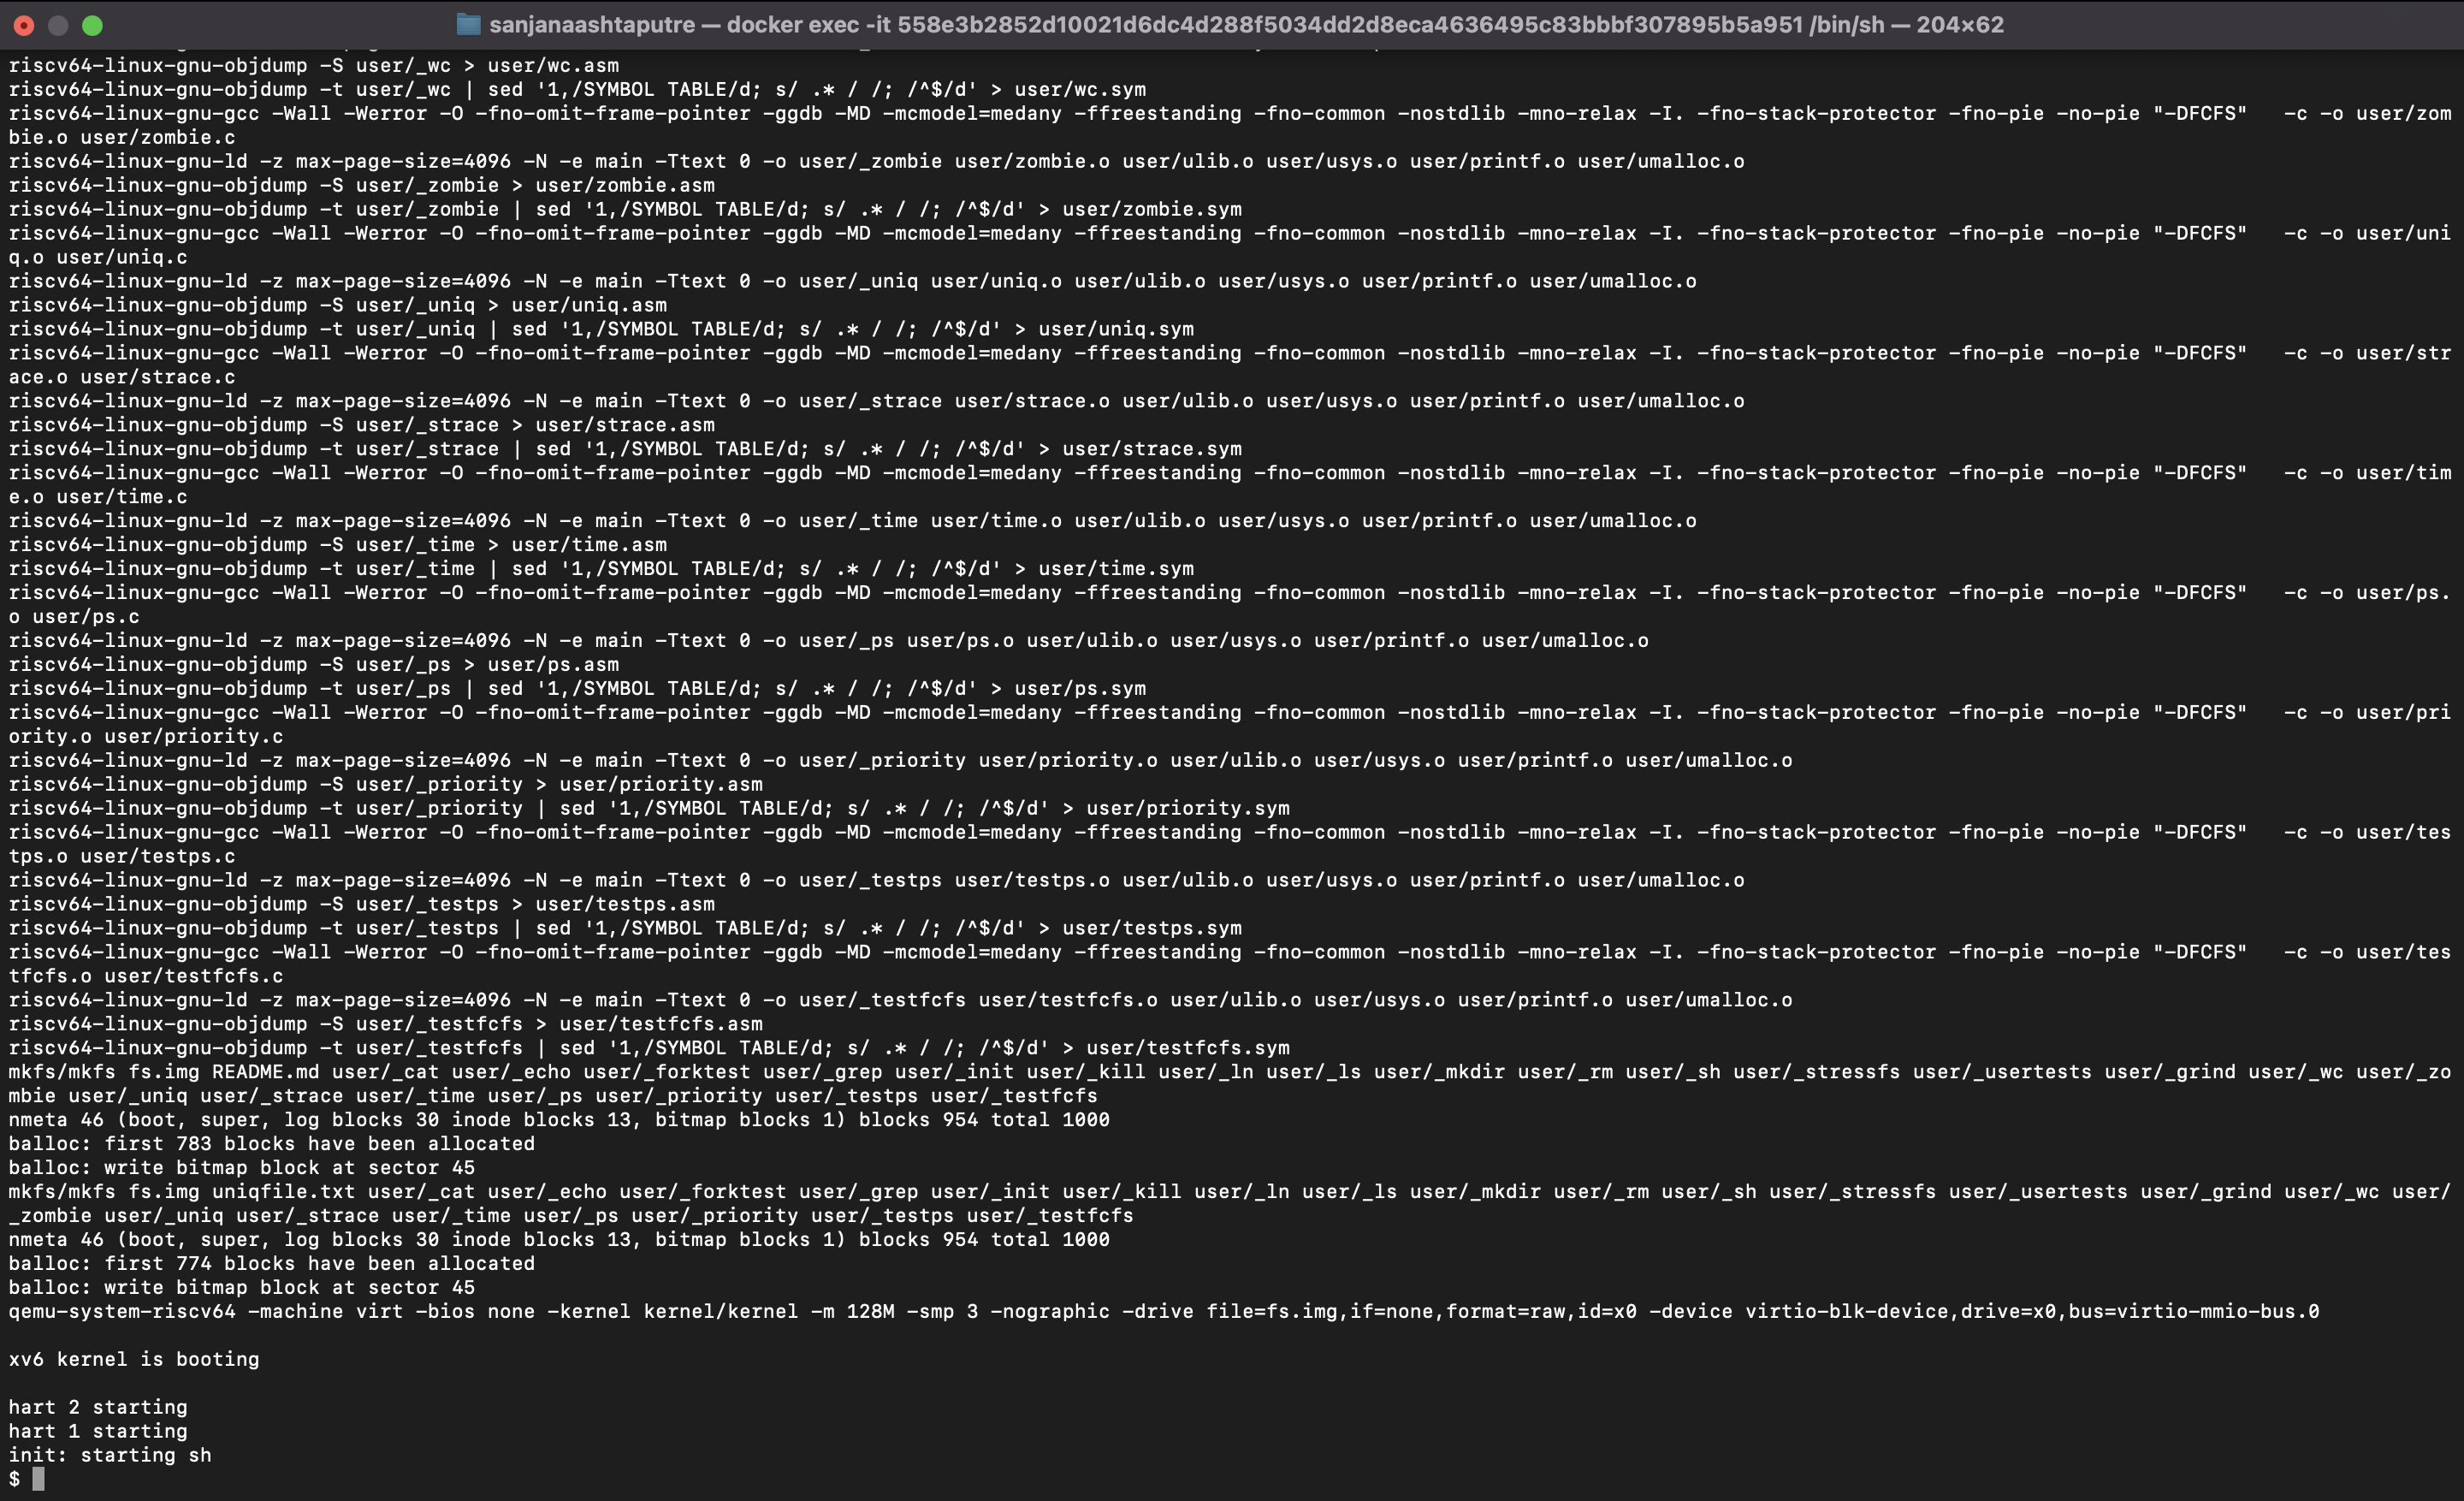 sanjanaashtaputre — docker exec -it 558e3b2852d10021d6dc4d288f5034dd2d8eca4636495c83bbbf307895b5a951 /bin/sh — 204×62
riscv64-linux-gnu-objdump -S user/_wc > user/wc.asm
riscv64-linux-gnu-objdump -t user/_wc | sed '1,/SYMBOL TABLE/d; s/ .* / /; /^$/d' > user/wc.sym
riscv64-linux-gnu-gcc -Wall -Werror -O -fno-omit-frame-pointer -ggdb -MD -mcmodel=medany -ffreestanding -fno-common -nostdlib -mno-relax -I. -fno-stack-protector -fno-pie -no-pie "-DFCFS"   -c -o user/zom
bie.o user/zombie.c
riscv64-linux-gnu-ld -z max-page-size=4096 -N -e main -Ttext 0 -o user/_zombie user/zombie.o user/ulib.o user/usys.o user/printf.o user/umalloc.o
riscv64-linux-gnu-objdump -S user/_zombie > user/zombie.asm
riscv64-linux-gnu-objdump -t user/_zombie | sed '1,/SYMBOL TABLE/d; s/ .* / /; /^$/d' > user/zombie.sym
riscv64-linux-gnu-gcc -Wall -Werror -O -fno-omit-frame-pointer -ggdb -MD -mcmodel=medany -ffreestanding -fno-common -nostdlib -mno-relax -I. -fno-stack-protector -fno-pie -no-pie "-DFCFS"   -c -o user/uni
q.o user/uniq.c
riscv64-linux-gnu-ld -z max-page-size=4096 -N -e main -Ttext 0 -o user/_uniq user/uniq.o user/ulib.o user/usys.o user/printf.o user/umalloc.o
riscv64-linux-gnu-objdump -S user/_uniq > user/uniq.asm
riscv64-linux-gnu-objdump -t user/_uniq | sed '1,/SYMBOL TABLE/d; s/ .* / /; /^$/d' > user/uniq.sym
riscv64-linux-gnu-gcc -Wall -Werror -O -fno-omit-frame-pointer -ggdb -MD -mcmodel=medany -ffreestanding -fno-common -nostdlib -mno-relax -I. -fno-stack-protector -fno-pie -no-pie "-DFCFS"   -c -o user/str
ace.o user/strace.c
riscv64-linux-gnu-ld -z max-page-size=4096 -N -e main -Ttext 0 -o user/_strace user/strace.o user/ulib.o user/usys.o user/printf.o user/umalloc.o
riscv64-linux-gnu-objdump -S user/_strace > user/strace.asm
riscv64-linux-gnu-objdump -t user/_strace | sed '1,/SYMBOL TABLE/d; s/ .* / /; /^$/d' > user/strace.sym
riscv64-linux-gnu-gcc -Wall -Werror -O -fno-omit-frame-pointer -ggdb -MD -mcmodel=medany -ffreestanding -fno-common -nostdlib -mno-relax -I. -fno-stack-protector -fno-pie -no-pie "-DFCFS"   -c -o user/tim
e.o user/time.c
riscv64-linux-gnu-ld -z max-page-size=4096 -N -e main -Ttext 0 -o user/_time user/time.o user/ulib.o user/usys.o user/printf.o user/umalloc.o
riscv64-linux-gnu-objdump -S user/_time > user/time.asm
riscv64-linux-gnu-objdump -t user/_time | sed '1,/SYMBOL TABLE/d; s/ .* / /; /^$/d' > user/time.sym
riscv64-linux-gnu-gcc -Wall -Werror -O -fno-omit-frame-pointer -ggdb -MD -mcmodel=medany -ffreestanding -fno-common -nostdlib -mno-relax -I. -fno-stack-protector -fno-pie -no-pie "-DFCFS"   -c -o user/ps.
o user/ps.c
riscv64-linux-gnu-ld -z max-page-size=4096 -N -e main -Ttext 0 -o user/_ps user/ps.o user/ulib.o user/usys.o user/printf.o user/umalloc.o
riscv64-linux-gnu-objdump -S user/_ps > user/ps.asm
riscv64-linux-gnu-objdump -t user/_ps | sed '1,/SYMBOL TABLE/d; s/ .* / /; /^$/d' > user/ps.sym
riscv64-linux-gnu-gcc -Wall -Werror -O -fno-omit-frame-pointer -ggdb -MD -mcmodel=medany -ffreestanding -fno-common -nostdlib -mno-relax -I. -fno-stack-protector -fno-pie -no-pie "-DFCFS"   -c -o user/pri
ority.o user/priority.c
riscv64-linux-gnu-ld -z max-page-size=4096 -N -e main -Ttext 0 -o user/_priority user/priority.o user/ulib.o user/usys.o user/printf.o user/umalloc.o
riscv64-linux-gnu-objdump -S user/_priority > user/priority.asm
riscv64-linux-gnu-objdump -t user/_priority | sed '1,/SYMBOL TABLE/d; s/ .* / /; /^$/d' > user/priority.sym
riscv64-linux-gnu-gcc -Wall -Werror -O -fno-omit-frame-pointer -ggdb -MD -mcmodel=medany -ffreestanding -fno-common -nostdlib -mno-relax -I. -fno-stack-protector -fno-pie -no-pie "-DFCFS"   -c -o user/tes
tps.o user/testps.c
riscv64-linux-gnu-ld -z max-page-size=4096 -N -e main -Ttext 0 -o user/_testps user/testps.o user/ulib.o user/usys.o user/printf.o user/umalloc.o
riscv64-linux-gnu-objdump -S user/_testps > user/testps.asm
riscv64-linux-gnu-objdump -t user/_testps | sed '1,/SYMBOL TABLE/d; s/ .* / /; /^$/d' > user/testps.sym
riscv64-linux-gnu-gcc -Wall -Werror -O -fno-omit-frame-pointer -ggdb -MD -mcmodel=medany -ffreestanding -fno-common -nostdlib -mno-relax -I. -fno-stack-protector -fno-pie -no-pie "-DFCFS"   -c -o user/tes
tfcfs.o user/testfcfs.c
riscv64-linux-gnu-ld -z max-page-size=4096 -N -e main -Ttext 0 -o user/_testfcfs user/testfcfs.o user/ulib.o user/usys.o user/printf.o user/umalloc.o
riscv64-linux-gnu-objdump -S user/_testfcfs > user/testfcfs.asm
riscv64-linux-gnu-objdump -t user/_testfcfs | sed '1,/SYMBOL TABLE/d; s/ .* / /; /^$/d' > user/testfcfs.sym
mkfs/mkfs fs.img README.md user/_cat user/_echo user/_forktest user/_grep user/_init user/_kill user/_ln user/_ls user/_mkdir user/_rm user/_sh user/_stressfs user/_usertests user/_grind user/_wc user/_zo
mbie user/_uniq user/_strace user/_time user/_ps user/_priority user/_testps user/_testfcfs
nmeta 46 (boot, super, log blocks 30 inode blocks 13, bitmap blocks 1) blocks 954 total 1000
balloc: first 783 blocks have been allocated
balloc: write bitmap block at sector 45
mkfs/mkfs fs.img uniqfile.txt user/_cat user/_echo user/_forktest user/_grep user/_init user/_kill user/_ln user/_ls user/_mkdir user/_rm user/_sh user/_stressfs user/_usertests user/_grind user/_wc user/
_zombie user/_uniq user/_strace user/_time user/_ps user/_priority user/_testps user/_testfcfs
nmeta 46 (boot, super, log blocks 30 inode blocks 13, bitmap blocks 1) blocks 954 total 1000
balloc: first 774 blocks have been allocated
balloc: write bitmap block at sector 45
qemu-system-riscv64 -machine virt -bios none -kernel kernel/kernel -m 128M -smp 3 -nographic -drive file=fs.img,if=none,format=raw,id=x0 -device virtio-blk-device,drive=x0,bus=virtio-mmio-bus.0
xv6 kernel is booting
hart 2 starting
hart 1 starting
init: starting sh
$